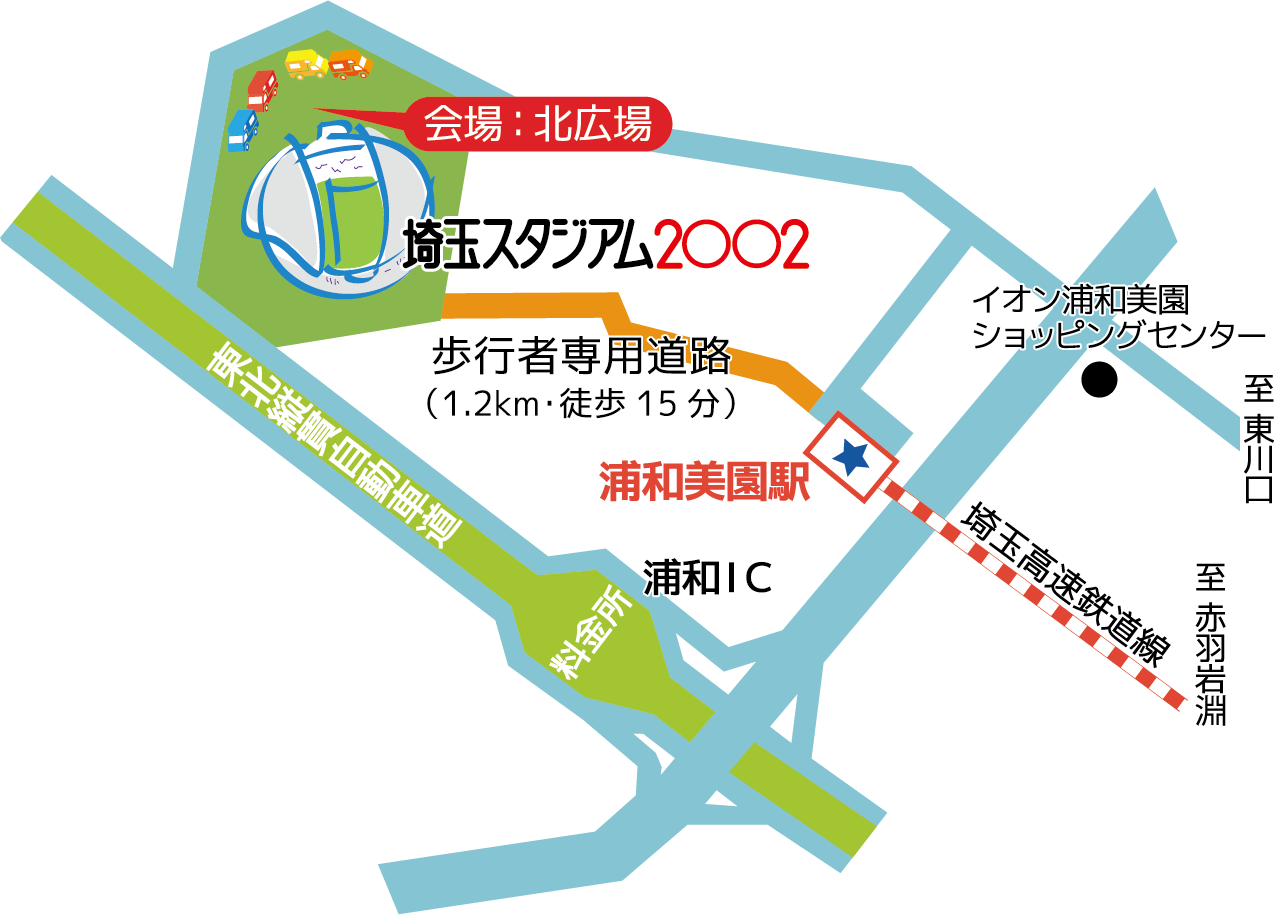 会場：北広場
埼玉スタジアム2002
イオン浦和美園
ショッピングセンター
歩行者専用道路
（1.2km･徒歩 15 分）
至 東川口
東北縦貫自動車道
浦和美園駅
埼玉高速鉄道線
浦和IC
至 赤羽岩淵
料金所